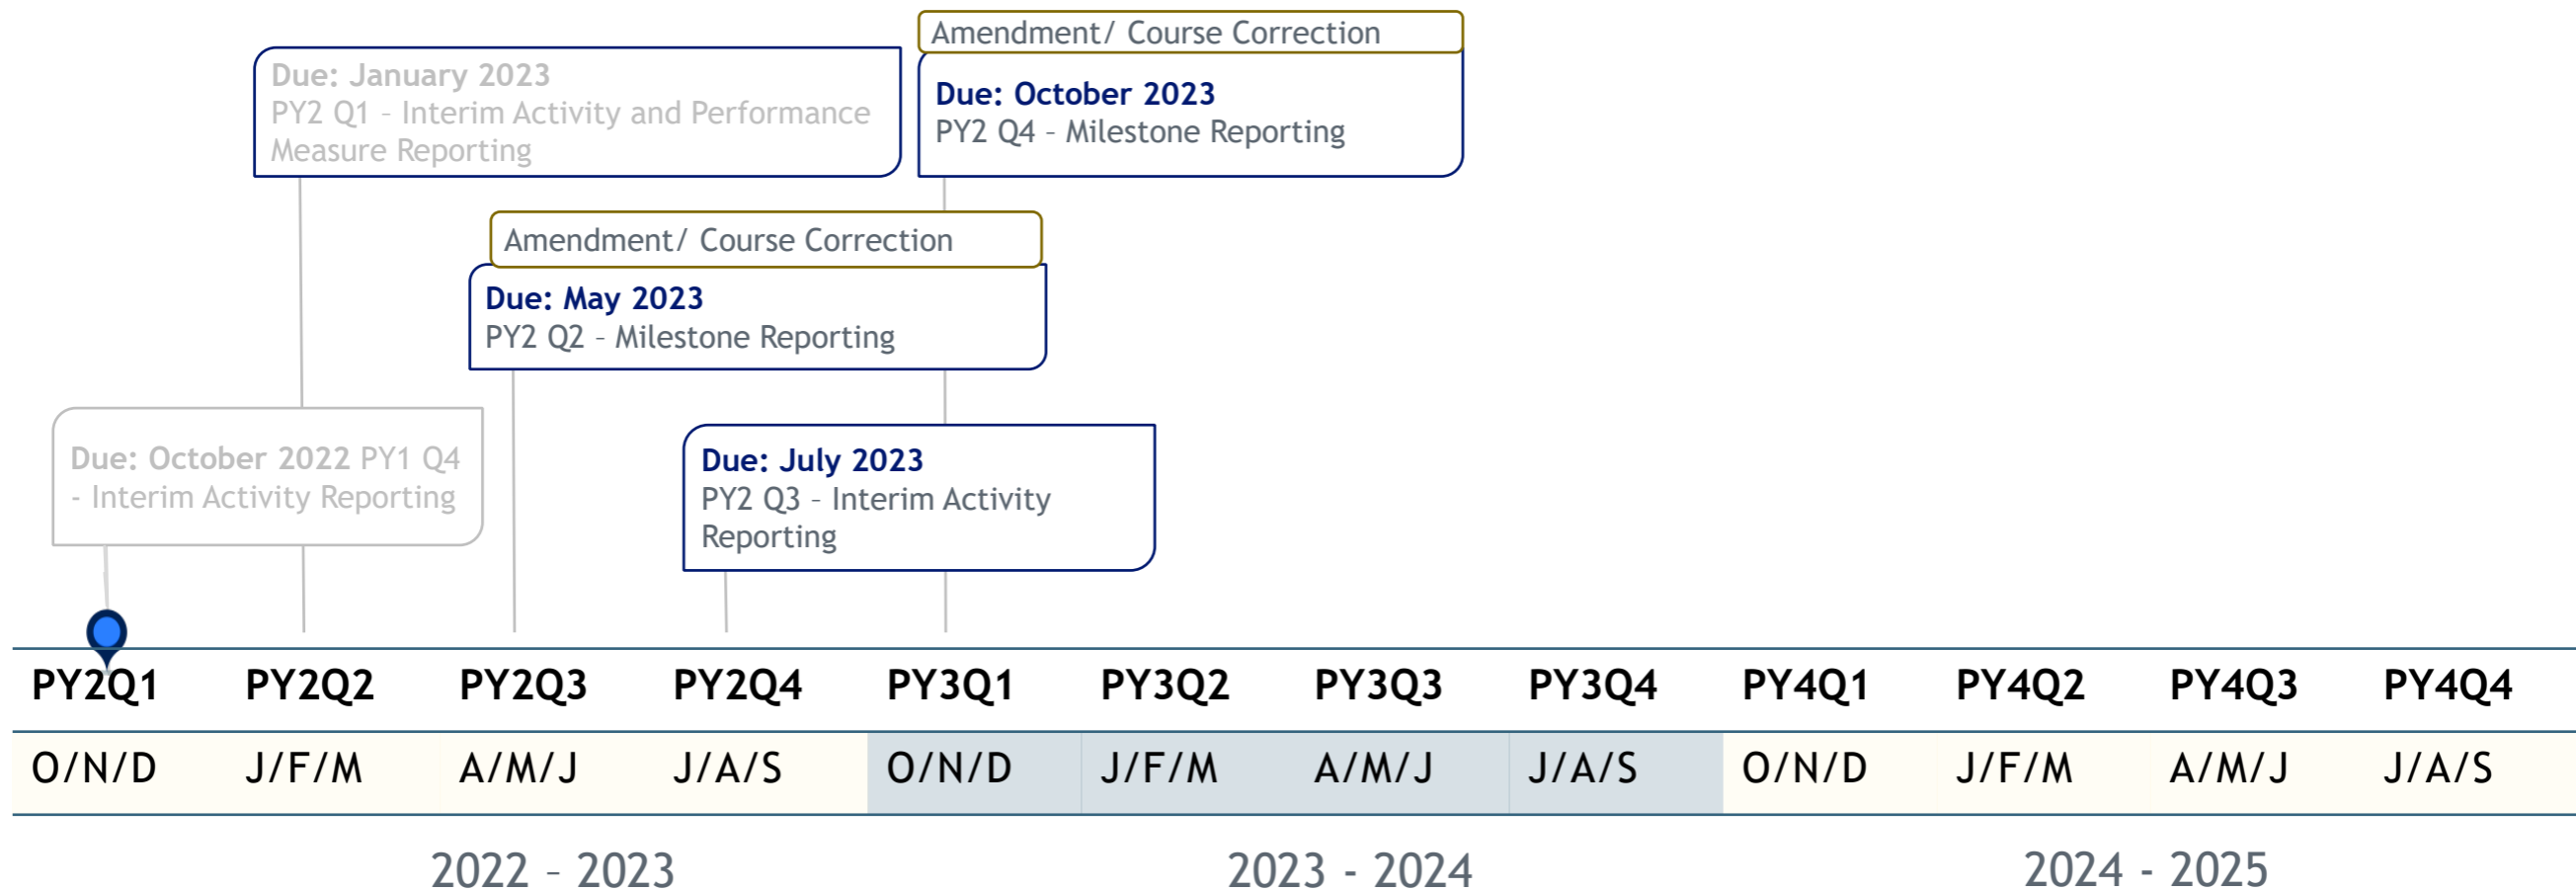 Amendment/ Course Correction
Due: January 2023
PY2 Q1 – Interim Activity and Performance
Measure Reporting
Due: October 2023
PY2 Q4 – Milestone Reporting
Amendment/ Course Correction
Due: May 2023
PY2 Q2 – Milestone Reporting
Due: October 2022 PY1 Q4
- Interim Activity Reporting
Due: July 2023
PY2 Q3 – Interim Activity
Reporting
PY2Q1 PY2Q2 PY2Q3 PY2Q4 PY3Q1 PY3Q2 PY3Q3 PY3Q4 PY4Q1 PY4Q2 PY4Q3 PY4Q4
O/N/D J/F/M A/M/J J/A/S O/N/D J/F/M A/M/J J/A/S O/N/D J/F/M A/M/J J/A/S
2022 – 2023 2023 - 2024 2024 - 2025